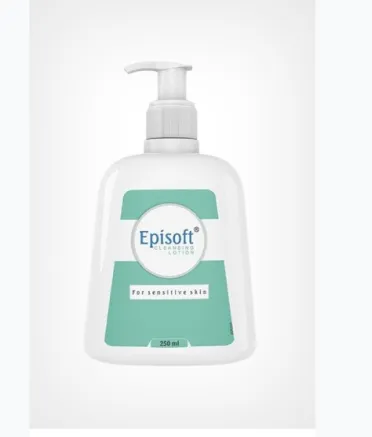 Episoft®
CLEANSING
LOTION
For sensitive skin
250 ml